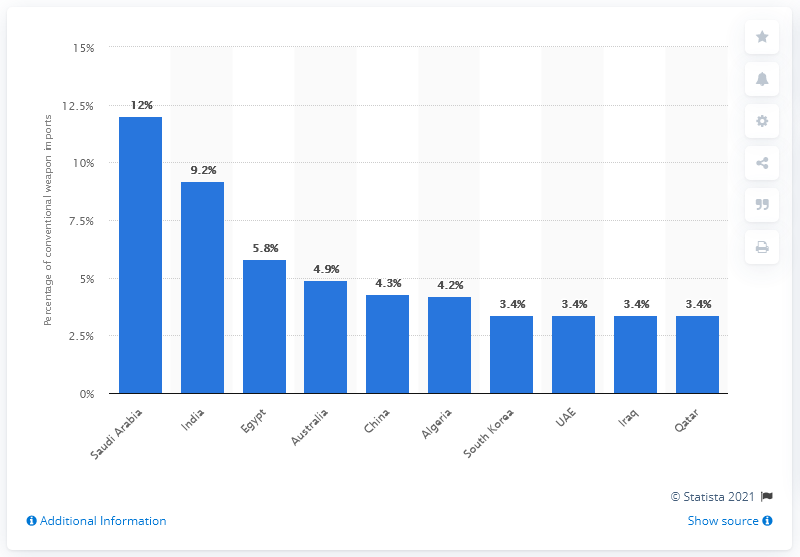 15%
12.5%
10%
7.5%
5%
2.5%
0%
Percentage of conventional weapon imports
12%
9.2%
5.8%
4.9%
4.3%
4.2%
3.4%
3.4%
3.4%
3.4%
Saudi Arabia
India
Egypt
Australia
China
Algeria
South Korea
UAE
Iraq
Qatar
© Statista 2021
Additional Information
Show source